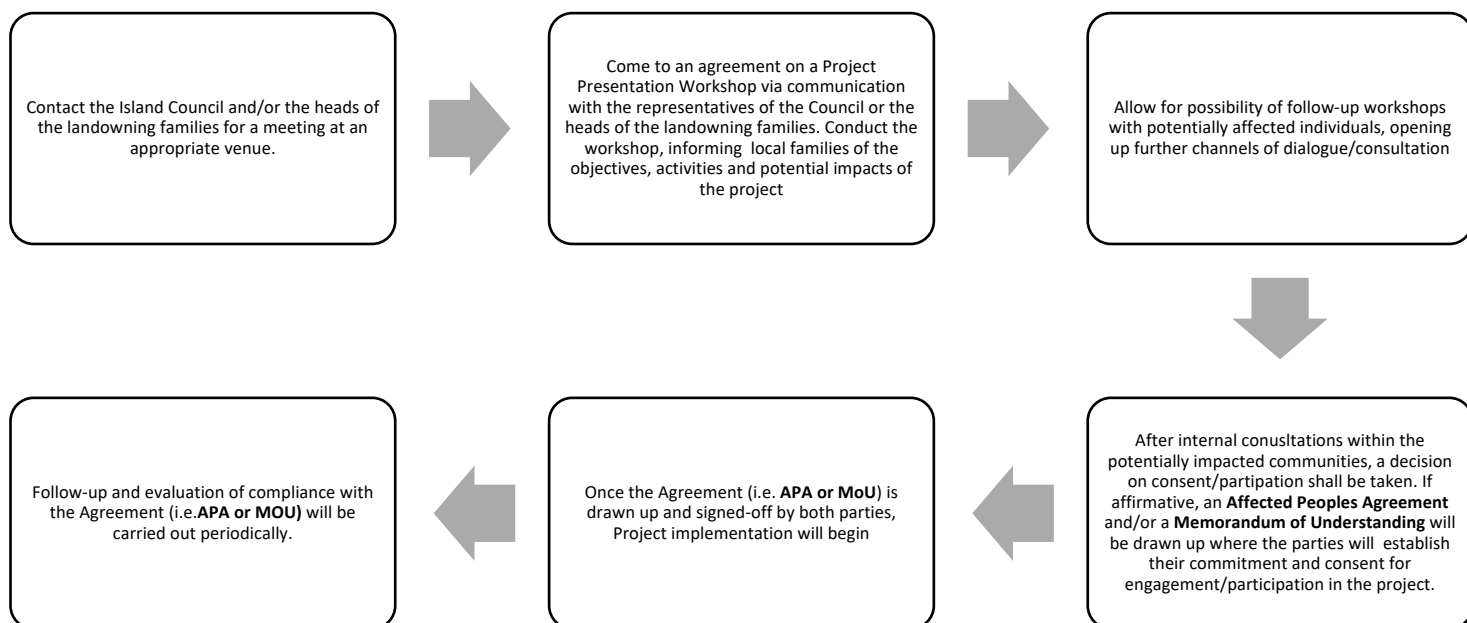 Contact the Island Council and/or the heads of
the landowning families for a meeting at an
appropriate venue.
Come to an agreement on a Project
Presentation Workshop via communication
with the representatives of the Council or the
heads of the landowning families. Conduct the
workshop, informing local families of the
objectives, activities and potential impacts of
the project
Allow for possibility of follow-up workshops
with potentially affected individuals, opening
up further channels of dialogue/consultation
After internal conusltations within the
potentially impacted communities, a decision
on consent/partipation shall be taken. If
affirmative, an Affected Peoples Agreement
and/or a Memorandum of Understanding will
be drawn up where the parties will establish
their commitment and consent for
engagement/participation in the project.
Once the Agreement (i.e. APA or MoU) is
drawn up and signed-off by both parties,
Project implementation will begin
Follow-up and evaluation of compliance with
the Agreement (i.e.APA or MOU) will be
carried out periodically.